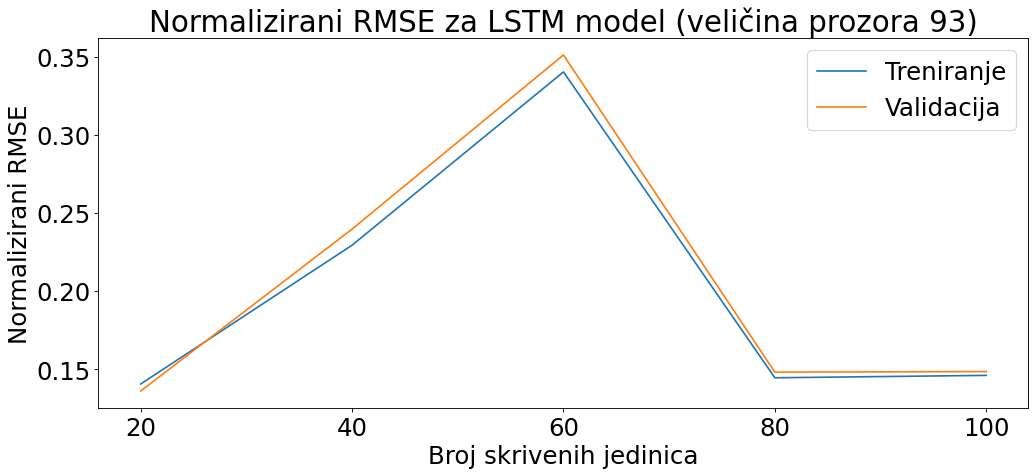 Normalizirani RMSE za LSTM model (veličina prozora 93)
Treniranje
Validacija
Normalizirani RMSE
0.35
0.30
0.25
0.20
0.15
20 40 60 80 100
Broj skrivenih jedinica